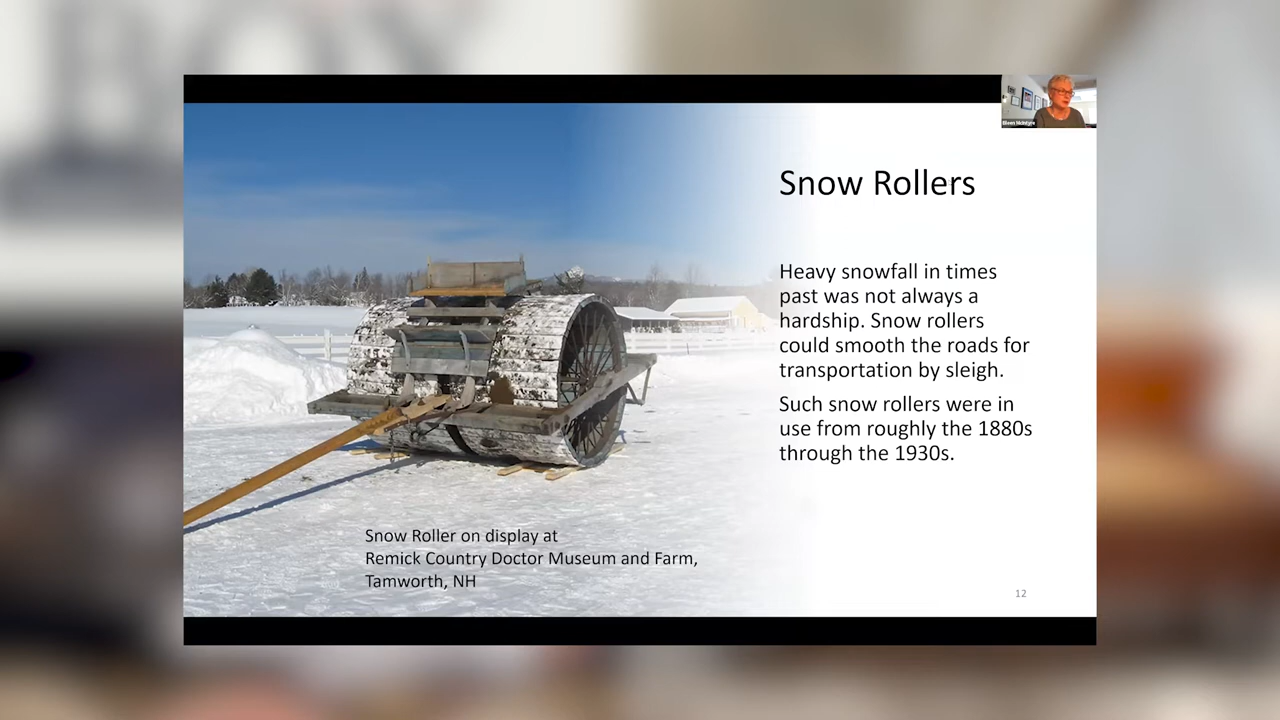 Snow Rollers
Heavy snowfall in times
past was not always a
hardship. Snow rollers
could smooth the roads for
transportation by sleigh.
Such snow rollers were in
use from roughly the 1880s
through the 1930s.
Snow Roller on display at
Remick Country Doctor Museum and Farm,
Tamworth, NH
12